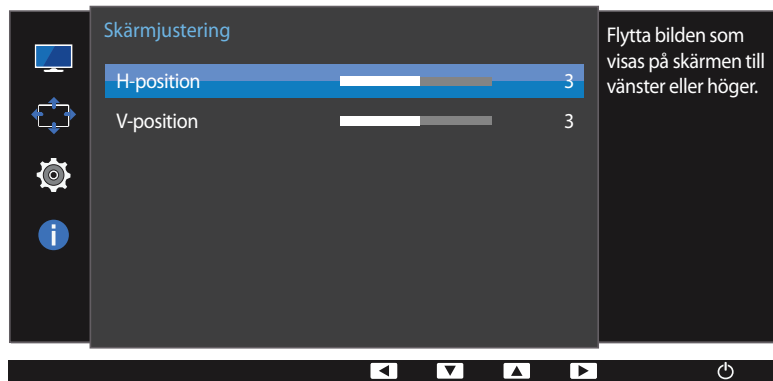 Skärmjustering
H-position 3
V-position 3
Flytta bilden som
visas på skärmen till
vänster eller höger.